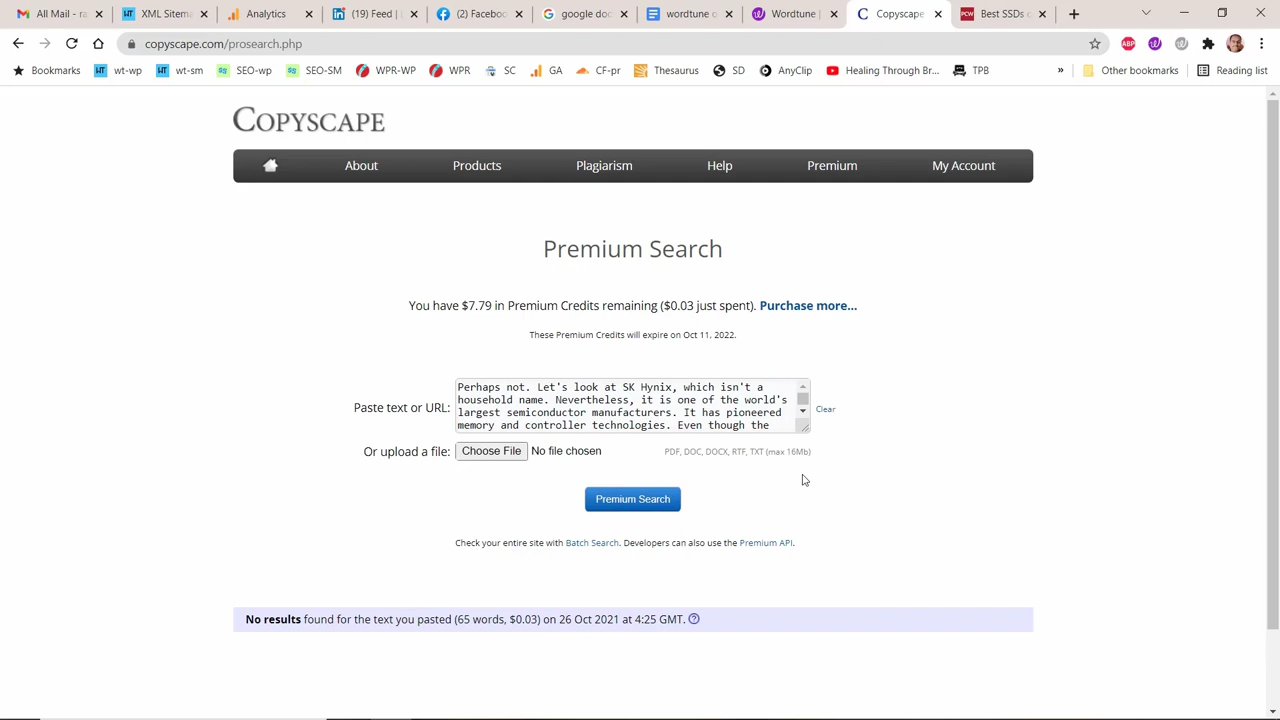 All Mail - ra
XML Sitema
Analytics
(20) Feed | L
(2) Faceboo
google doc
wordtune o
Wordtune |
Copyscape
Best SSDs o
copyscape.com/prosearch.php
ABP
Bookmarks
wt-wp
wt-sm
SEO-wp
SEO-SM
WPR-WP
WPR
SC
GA
CF-pr
Thesaurus
SD
AnyClip
Healing Through Br...
TPB
»
Other bookmarks
Reading list
COPYSCAPE
About
Products
Plagiarism
Help
Premium
My Account
Premium Search
You have $7.79 in Premium Credits remaining ($0.03 just spent). Purchase more...
These Premium Credits will expire on Oct 11, 2022.
Paste text or URL:
Perhaps not. Let's look at SK Hynix, which isn't a
household name. Nevertheless, it is one of the world's
largest semiconductor manufacturers. It has pioneered
memory and controller technologies. Even though the
Clear
Or upload a file:
Choose File
No file chosen
PDF, DOC, DOCX, RTF, TXT (max 16Mb)
Premium Search
Check your entire site with Batch Search. Developers can also use the Premium API.
No results found for the text you pasted (65 words, $0.03) on 26 Oct 2021 at 4:25 GMT.